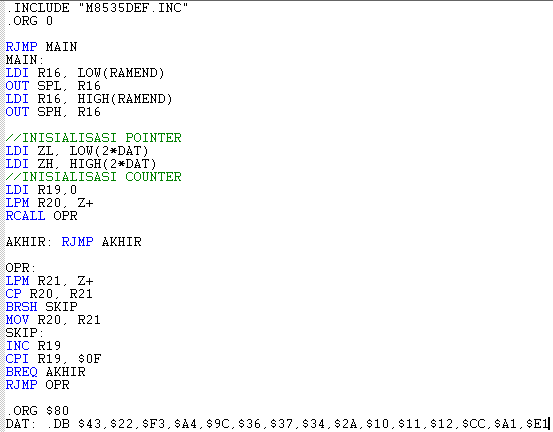 .INCLUDE "M8535DEF.INC"
.ORG 0
RJMP MAIN
MAIN:
LDI R16, LOW(RAMEND)
OUT SPL, R16
LDI R16, HIGH(RAMEND)
OUT SPH, R16
//INISIALISASI POINTER
LDI ZL, LOW(2*DAT)
LDI ZH, HIGH(2*DAT)
//INISIALISASI COUNTER
LDI R19,0
LPM R20, Z+
RCALL OPR
AKHIR: RJMP AKHIR
OPR:
LPM R21, Z+
CP R20, R21
BRSH SKIP
MOV R20, R21
SKIP:
INC R19
CPI R19, $0F
BREQ AKHIR
RJMP OPR
.ORG $80
DAT: .DB $43,$22,$F3,$A4,$9C,$36,$37,$34,$2A,$10,$11,$12,$CC,$A1,$E1